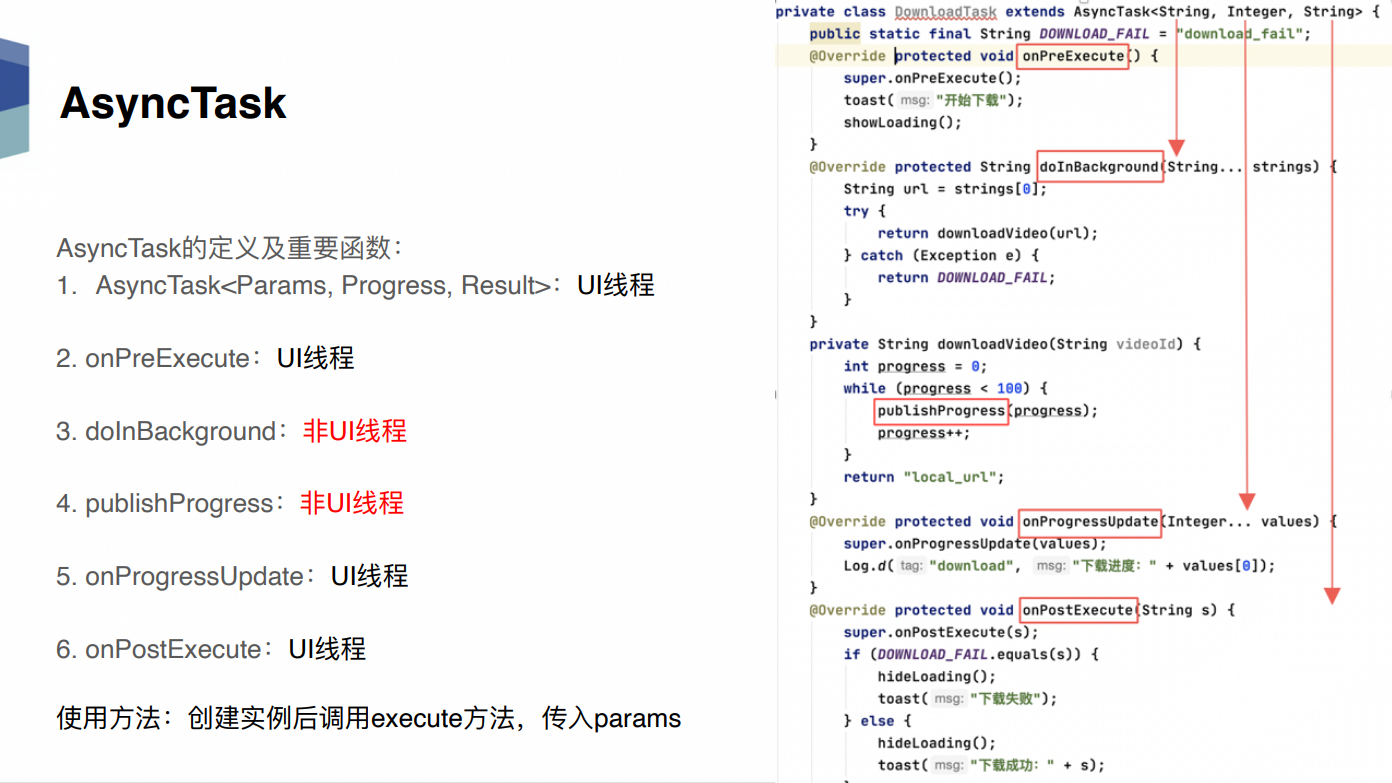 AsyncTask
AsyncTask的定义及重要函数：
1. AsyncTask<Params, Progress, Result>：UI线程
2. onPreExecute：UI线程
3. doInBackground：非UI线程
4. publishProgress：非UI线程
5. onProgressUpdate：UI线程
6. onPostExecute：UI线程
使用方法：创建实例后调用execute方法，传入params
private class DownloadTask extends AsyncTask<String, Integer, String> {
public static final String DOWNLOAD_FAIL = "download_fail";
@Override protected void onPreExecute() {
super.onPreExecute();
toast( msg: "开始下载");
showLoading();
}
@Override protected String doInBackground(String... strings) {
String url = strings[0];
try {
return downloadVideo(url);
} catch (Exception e) {
return DOWNLOAD_FAIL;
}
}
private String downloadVideo(String videoId) {
int progress = 0;
while (progress < 100) {
publishProgress(progress);
progress++;
}
return "local_url";
}
@Override protected void onProgressUpdate(Integer... values) {
super.onProgressUpdate(values);
Log.d( tag: "download", msg: "下载进度：" + values[0]);
}
@Override protected void onPostExecute(String s) {
super.onPostExecute(s);
if (DOWNLOAD_FAIL.equals(s)) {
hideLoading();
toast( msg: "下载失败");
} else {
hideLoading();
toast( msg: "下载成功：" + s);